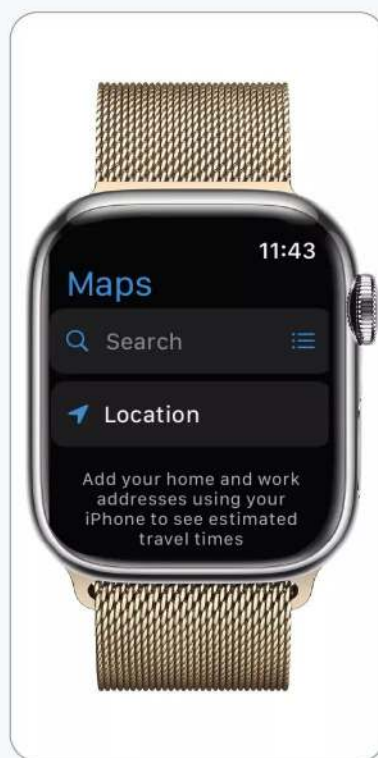 11:43
Maps
Search
Location
Add your home and work
addresses using your
iPhone to see estimated
travel times